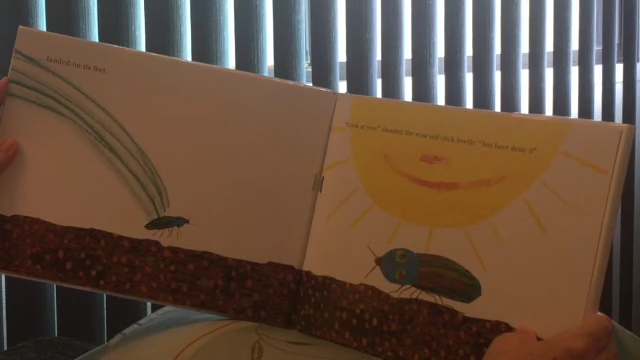 ...landed on its feet.
"Look at you!" shouted the wise old click beetle. "You have done it!"